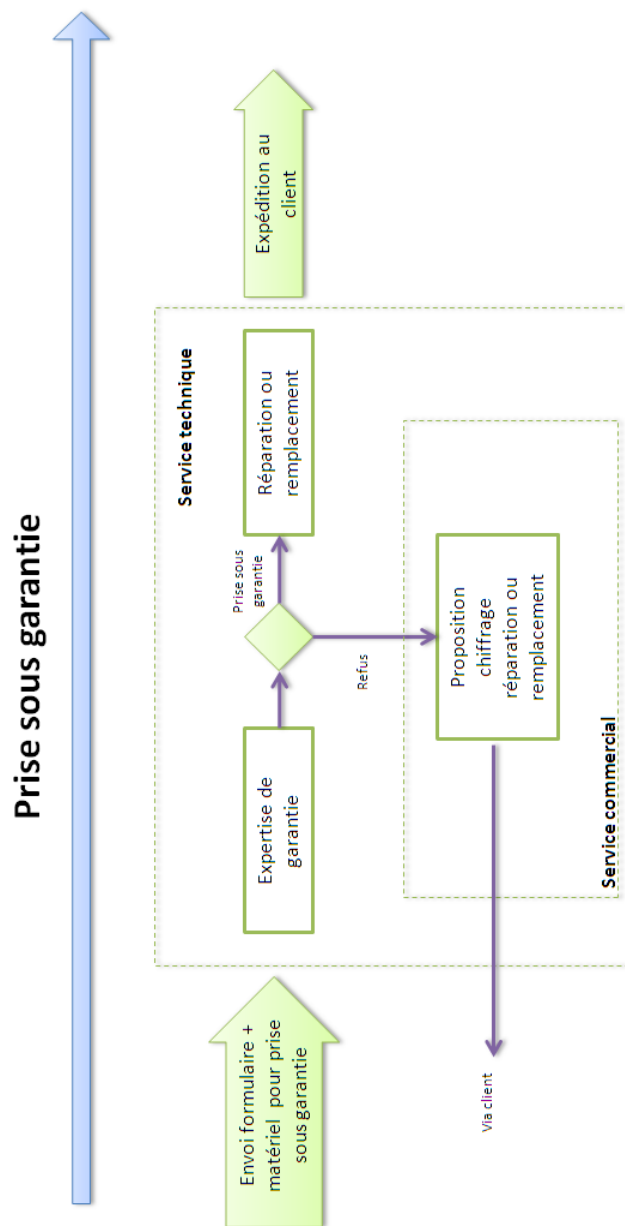 Prise sous garantie
Envoi formulaire +
matériel pour prise
sous garantie
Service technique
Expertise de
garantie
Prise sous
garantie
Réparation ou
remplacement
Expédition au
client
Refus
Proposition
chiffrage
réparation ou
remplacement
Service commercial
Via client